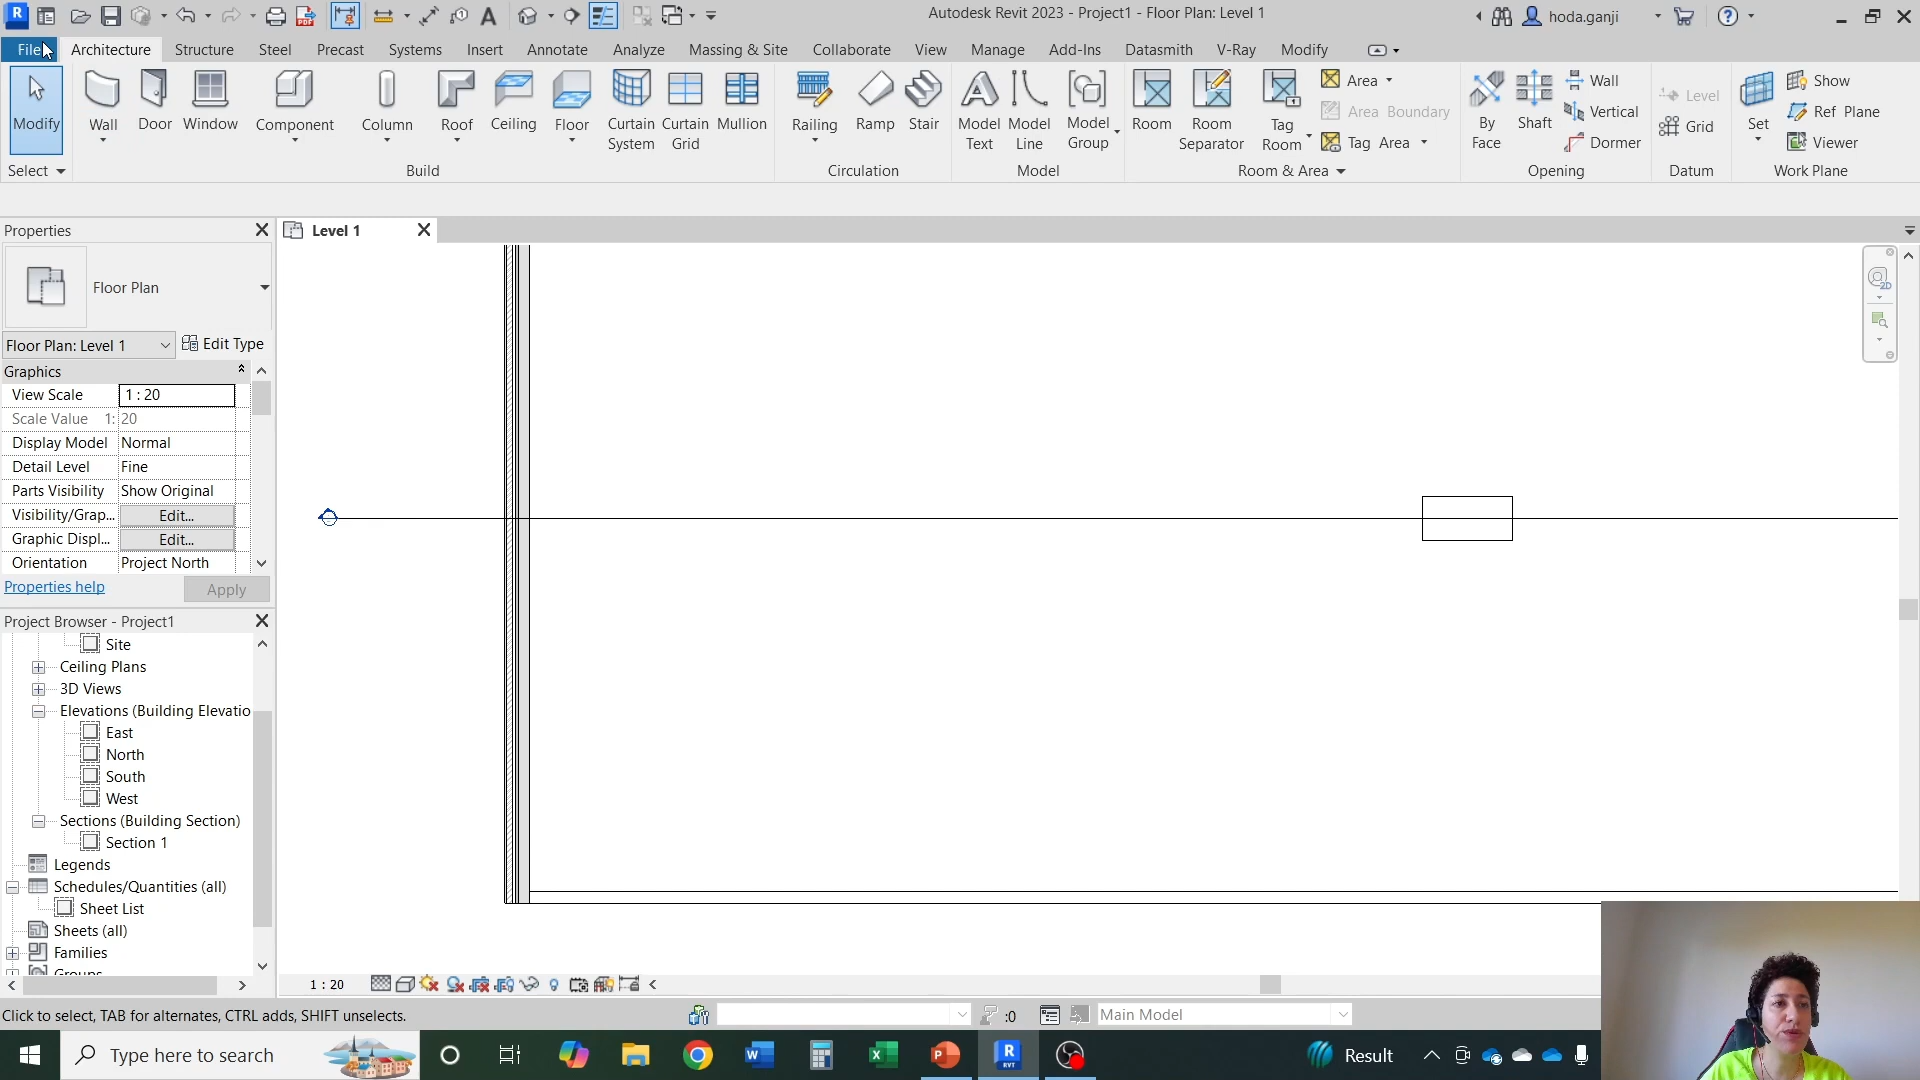 Autodesk Revit 2023 - Project1 - Floor Plan: Level 1
hoda.ganji
File Architecture Structure Steel Precast Systems Insert Annotate Analyze Massing & Site Collaborate View Manage Add-Ins Datasmith V-Ray Modify
Modify
Wall
Door
Window
Component
Column
Roof
Ceiling
Floor
Curtain System
Curtain Grid
Mullion
Railing
Ramp
Stair
Model Text
Model Line
Model Group
Room
Room Separator
Tag Room
Area
Area Boundary
Tag Area
By Face
Shaft
Wall
Vertical
Dormer
Level
Grid
Set
Show
Ref Plane
Viewer
Select Build Circulation Model Room & Area Opening Datum Work Plane
Properties
Level 1
Floor Plan
Floor Plan: Level 1
Edit Type
Graphics
View Scale 1 : 20
Scale Value 1: 20
Display Model Normal
Detail Level Fine
Parts Visibility Show Original
Visibility/Grap... Edit...
Graphic Displ... Edit...
Orientation Project North
Properties help Apply
Project Browser - Project1
Site
Ceiling Plans
3D Views
Elevations (Building Elevatio
East
North
South
West
Sections (Building Section)
Section 1
Legends
Schedules/Quantities (all)
Sheet List
Sheets (all)
Families
Groups
1 : 20
Click to select, TAB for alternates, CTRL adds, SHIFT unselects.
:0
Main Model
Type here to search
Result